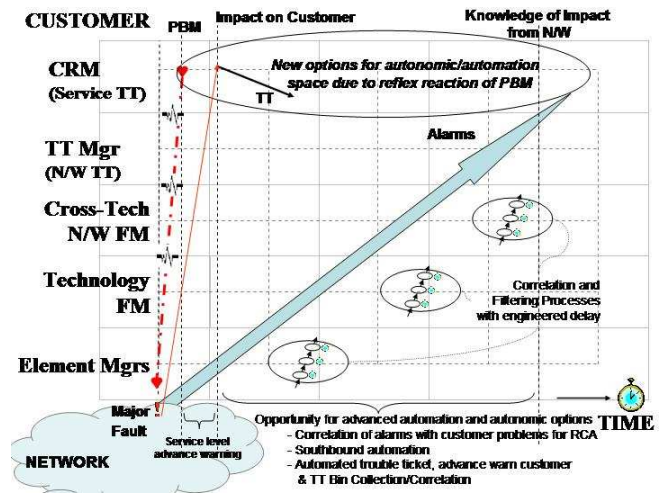 CUSTOMER
PBM
Impact on Customer
Knowledge of Impact
from N/W
CRM
(Service TT)
New options for autonomic/automation
space due to reflex reaction of PBM
TT
Alarms
TT Mgr
(N/W TT)
Cross-Tech
N/W FM
Technology
FM
Correlation and
Filtering Processes
with engineered delay
Element Mgrs
Major
Fault
TIME
Service level
advance warning
Opportunity for advanced automation and autonomic options
- Correlation of alarms with customer problems for RCA
- Southbound automation
- Automated trouble ticket, advance warn customer
& TT Bin Collection/Correlation
NETWORK